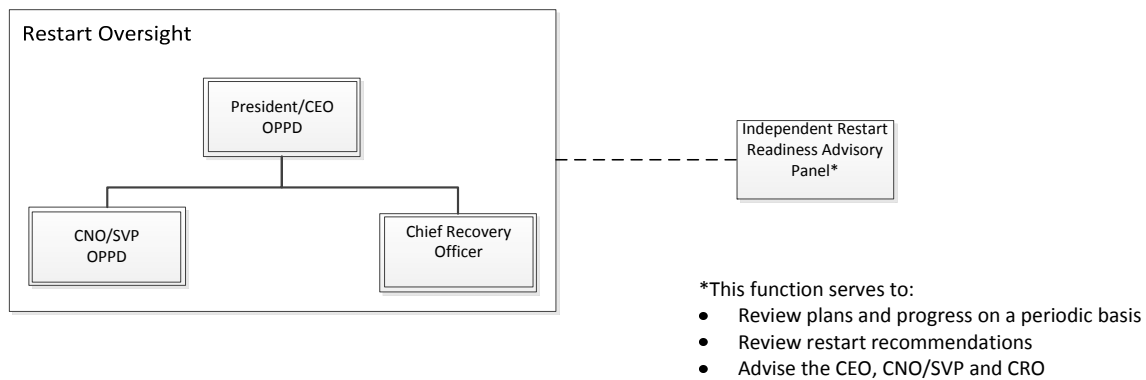 Restart Oversight
President/CEO
OPPD
CNO/SVP
OPPD
Chief Recovery
Officer
Independent Restart
Readiness Advisory
Panel*
*This function serves to:
• Review plans and progress on a periodic basis
• Review restart recommendations
• Advise the CEO, CNO/SVP and CRO